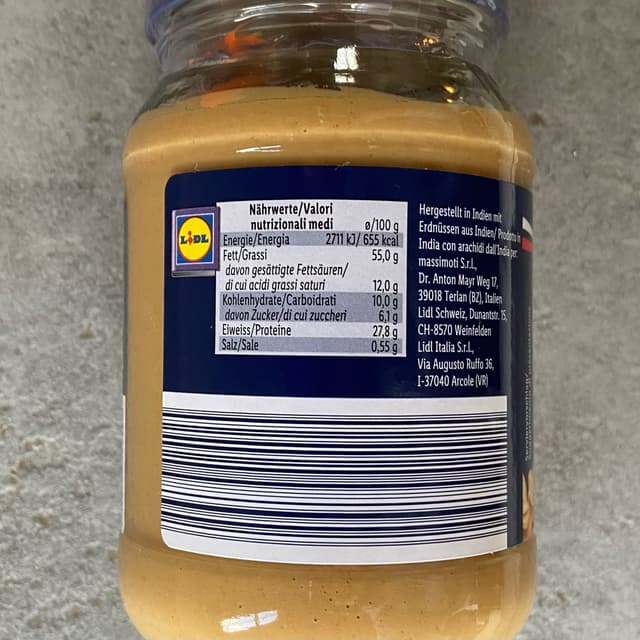 LIDL
Nährwerte/Valori
nutrizionali medi ø/100 g
Energie/Energia 2711 kJ/ 655 kcal
Fett/Grassi 55,0 g
davon gesättigte Fettsäuren/
di cui acidi grassi saturi 12,0 g
Kohlenhydrate/Carboidrati 10,0 g
davon Zucker/di cui zuccheri 6,1 g
Eiweiss/Proteine 27,8 g
Salz/Sale 0,55 g
Hergestellt in Indien mit
Erdnüssen aus Indien/ Prodotto in
India con arachidi dall'India per:
massimoti S.r.l.,
Dr. Anton Mayr Weg 17,
39018 Terlan (BZ), Italien
Lidl Schweiz, Dunantstr. 15,
CH-8570 Weinfelden
Lidl Italia S.r.l.,
Via Augusto Ruffo 36,
I-37040 Arcole (VR)